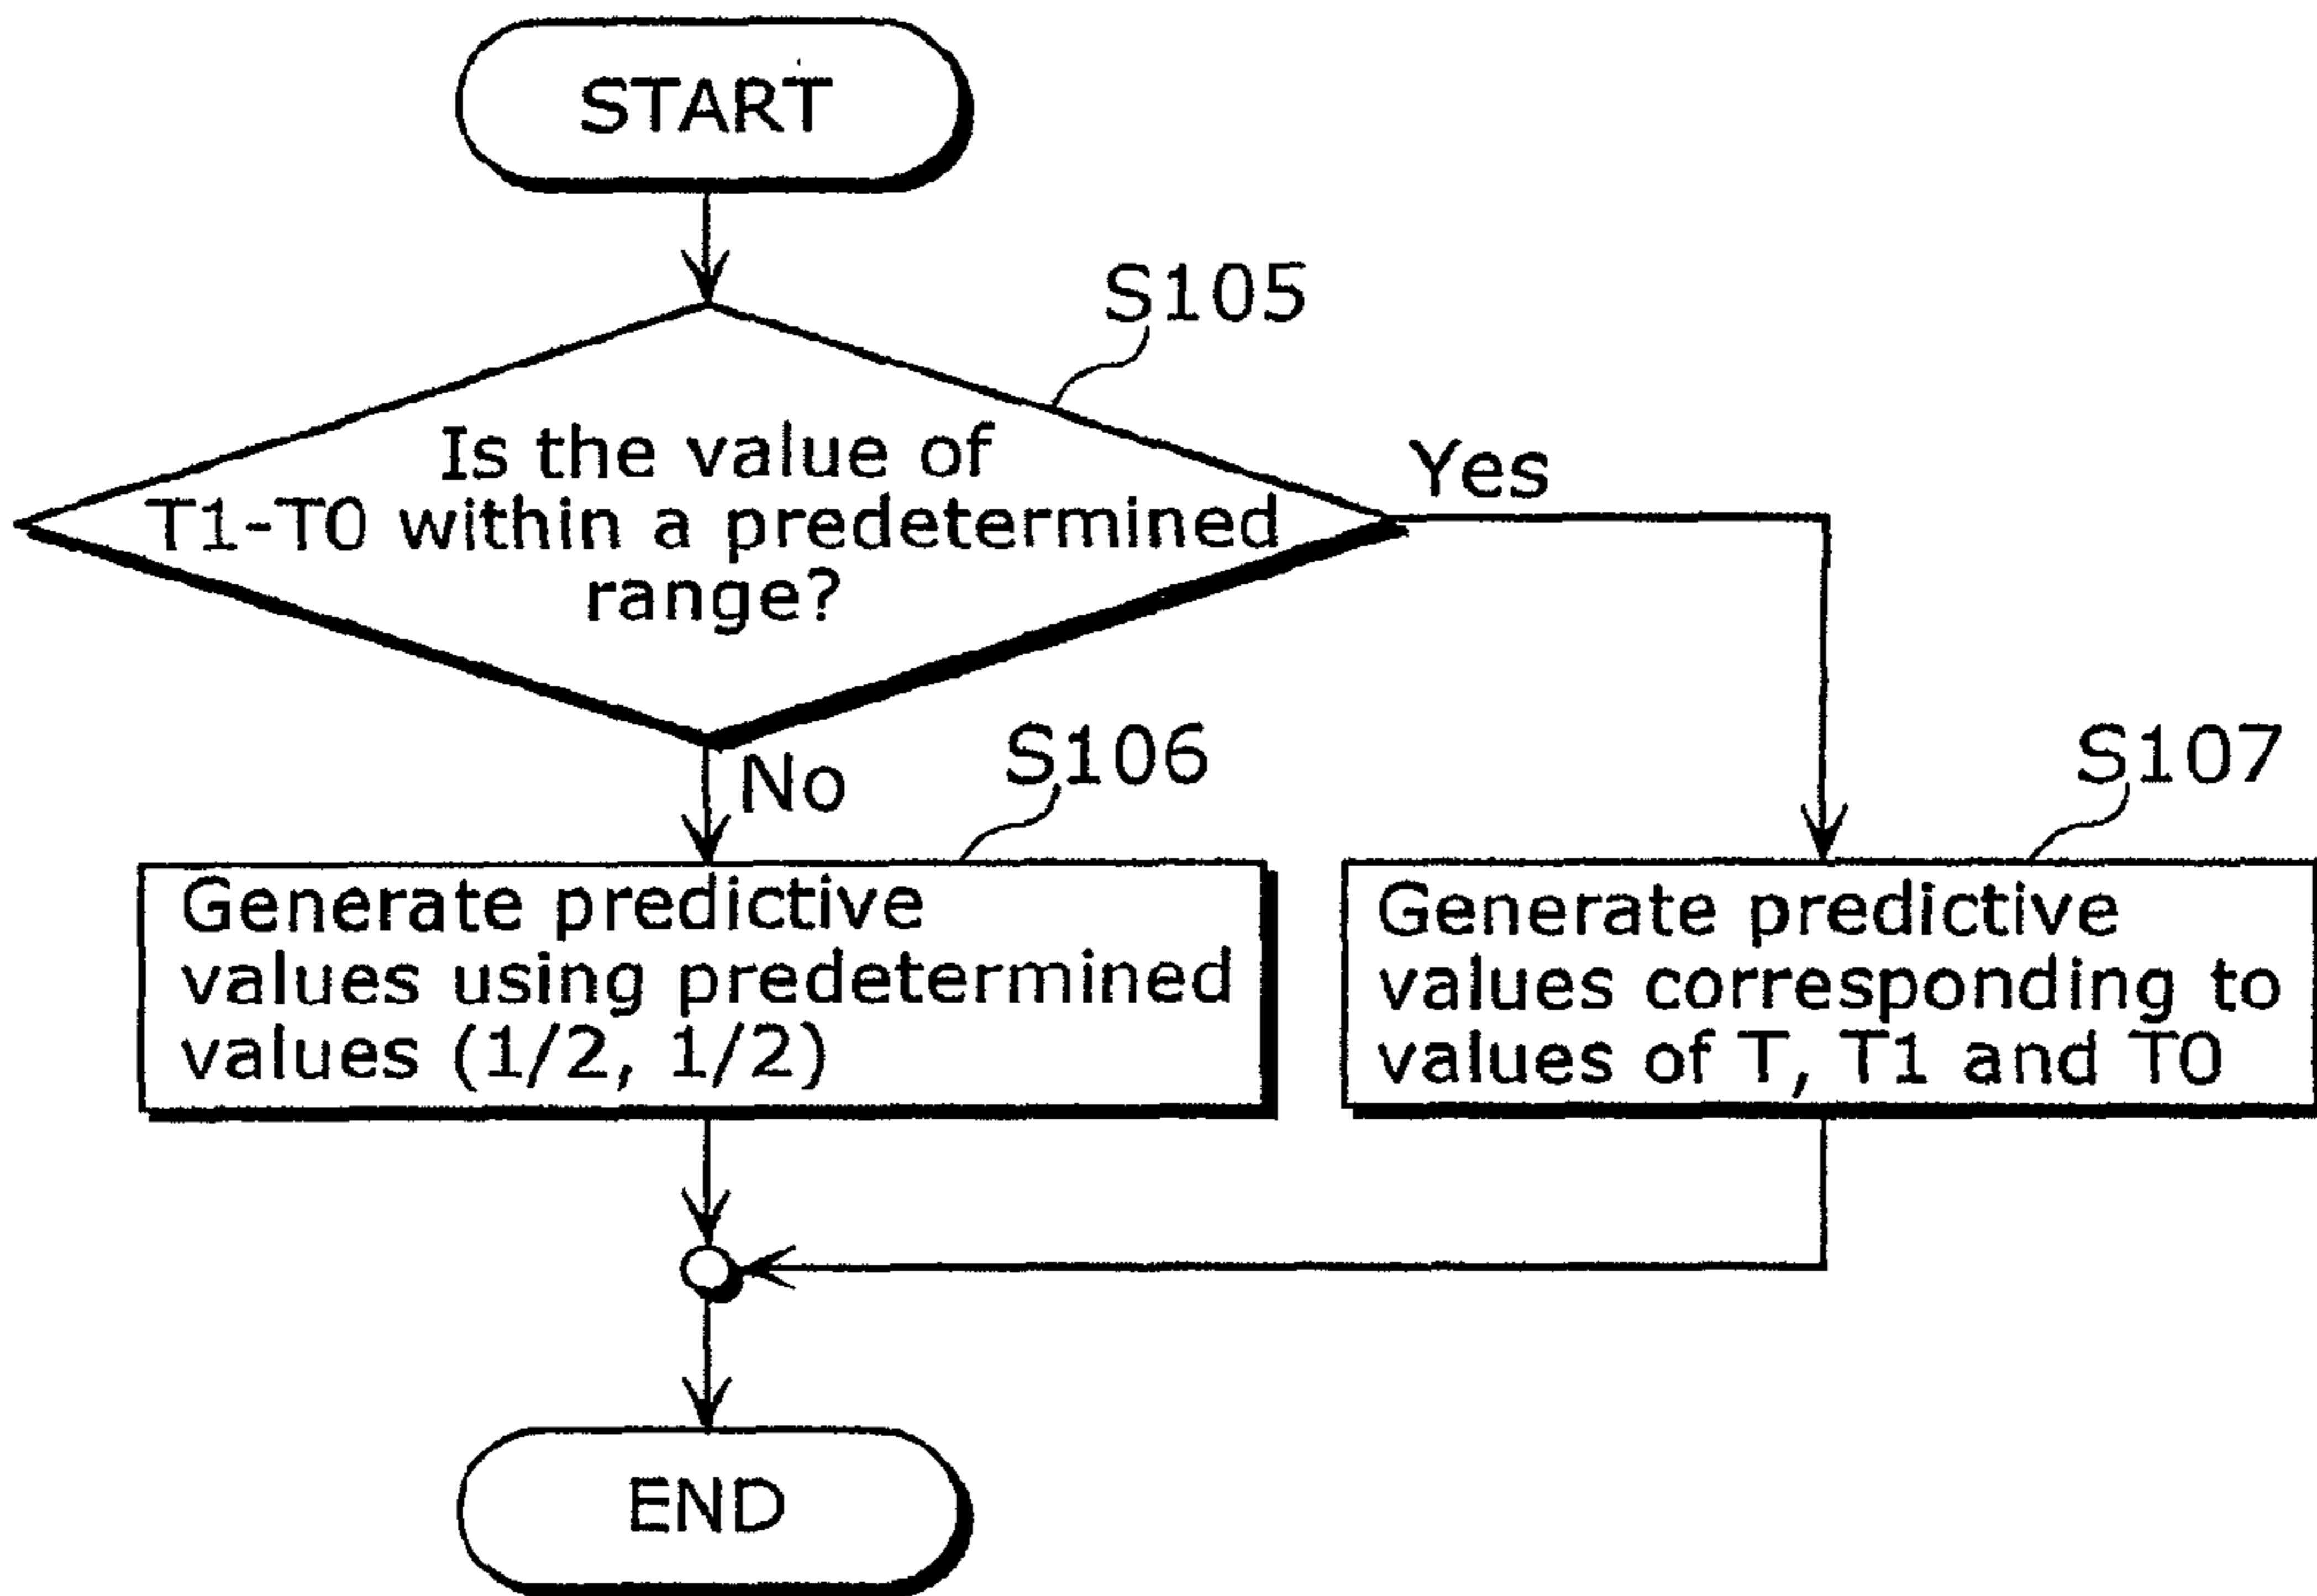 START
S105
Is the value of
T1-T0 within a predetermined
range?
Yes
No
S106
Generate predictive
values using predetermined
values (1/2, 1/2)
S107
Generate predictive
values corresponding to
values of T, T1 and T0
END